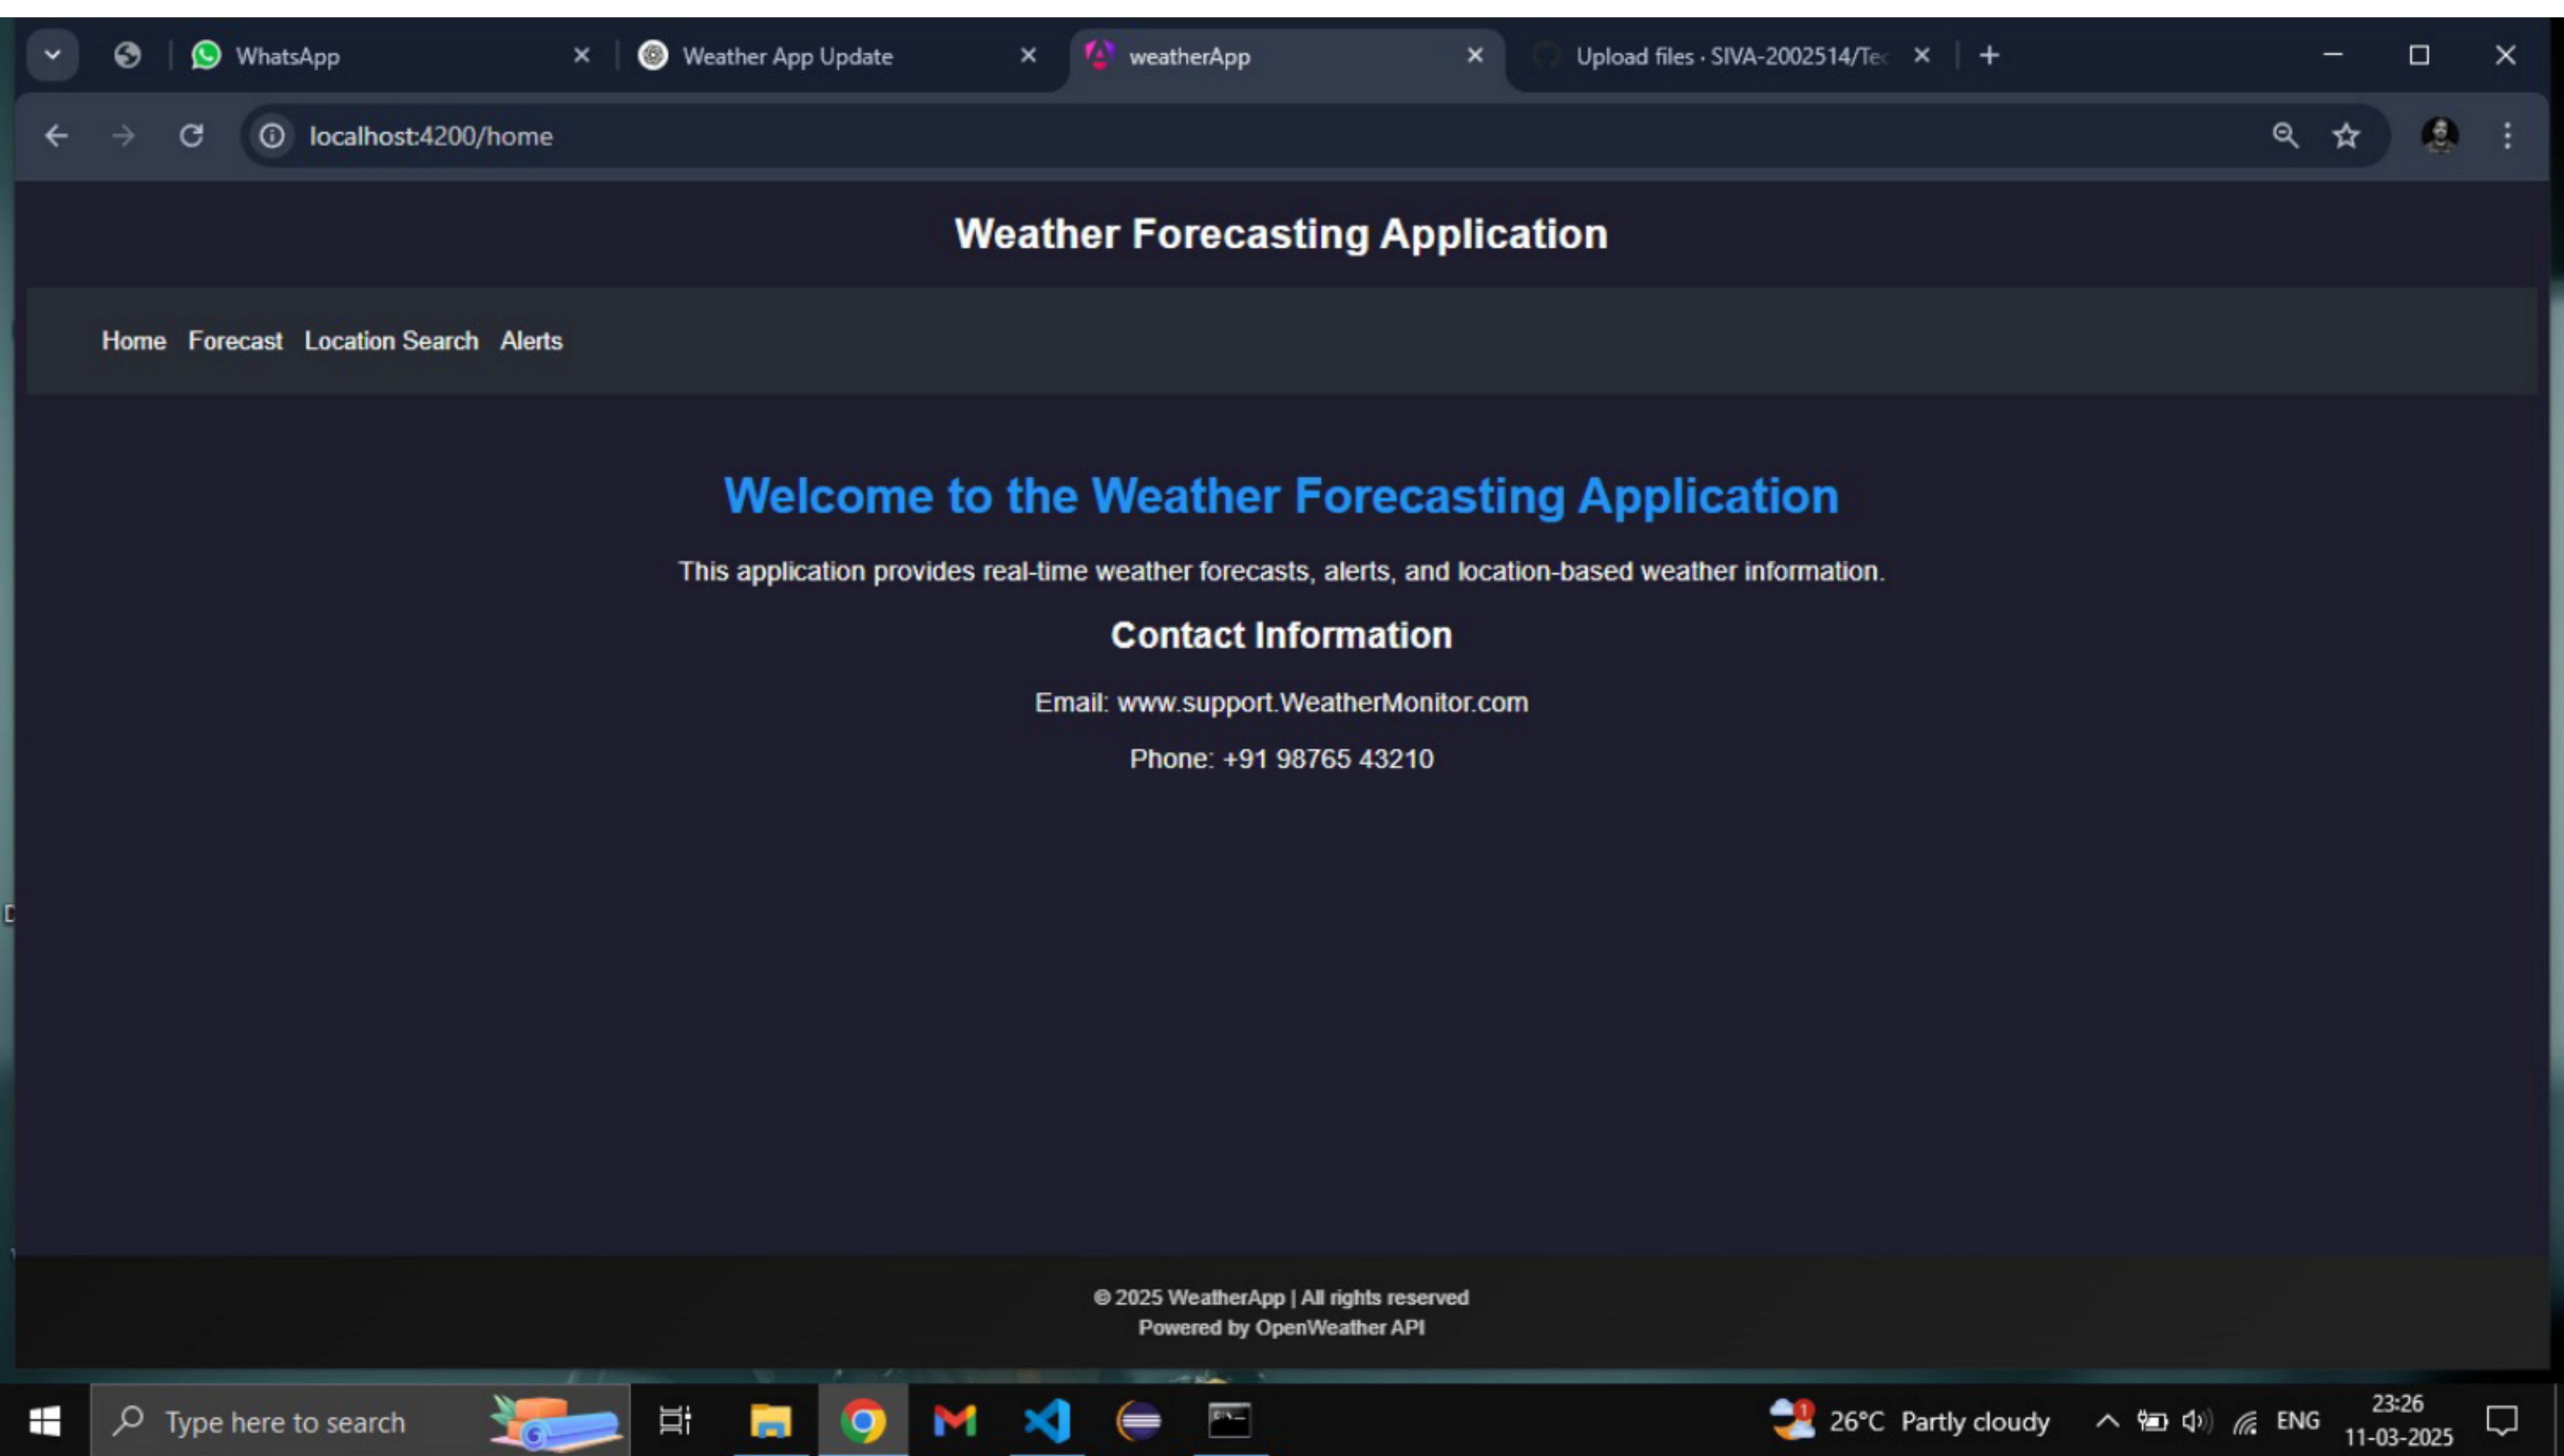 WhatsApp
Weather App Update
weatherApp
Upload files · SIVA-2002514/Tec
localhost:4200/home
Weather Forecasting Application
Home Forecast Location Search Alerts
Welcome to the Weather Forecasting Application
This application provides real-time weather forecasts, alerts, and location-based weather information.
Contact Information
Email: www.support.WeatherMonitor.com
Phone: +91 98765 43210
© 2025 WeatherApp | All rights reserved
Powered by OpenWeather API
Type here to search
1
26°C Partly cloudy
ENG
23:26
11-03-2025